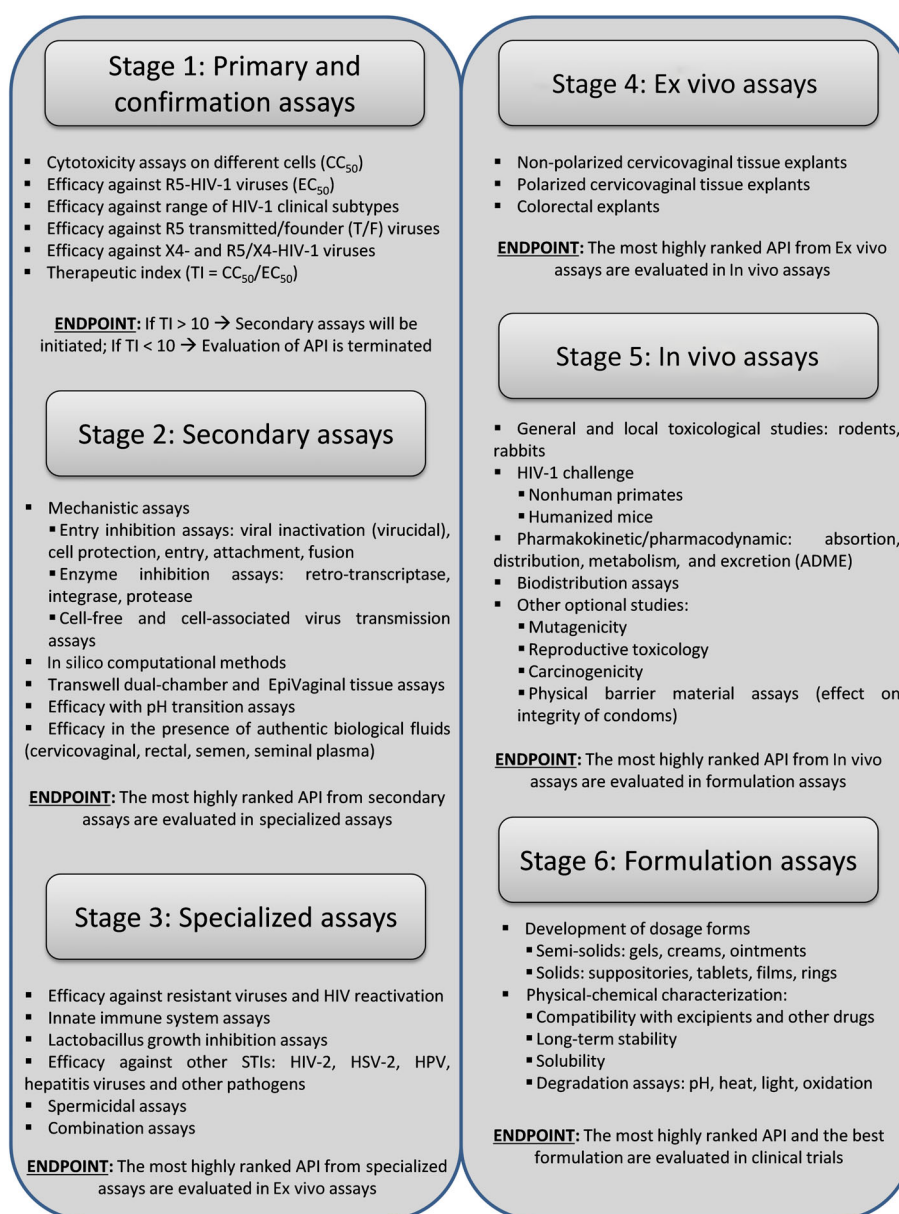 Stage 1: Primary and
confirmation assays
▪ Cytotoxicity assays on different cells (CC50)
▪ Efficacy against R5-HIV-1 viruses (EC50)
▪ Efficacy against range of HIV-1 clinical subtypes
▪ Efficacy against R5 transmitted/founder (T/F) viruses
▪ Efficacy against X4- and R5/X4-HIV-1 viruses
▪ Therapeutic index (TI = CC50/EC50)
ENDPOINT: If TI > 10 → Secondary assays will be
initiated; If TI < 10 → Evaluation of API is terminated
Stage 2: Secondary assays
▪ Mechanistic assays
▪ Entry inhibition assays: viral inactivation (virucidal),
cell protection, entry, attachment, fusion
▪ Enzyme inhibition assays: retro-transcriptase,
integrase, protease
▪ Cell-free and cell-associated virus transmission
assays
▪ In silico computational methods
▪ Transwell dual-chamber and EpiVaginal tissue assays
▪ Efficacy with pH transition assays
▪ Efficacy in the presence of authentic biological fluids
(cervicovaginal, rectal, semen, seminal plasma)
ENDPOINT: The most highly ranked API from secondary
assays are evaluated in specialized assays
Stage 3: Specialized assays
▪ Efficacy against resistant viruses and HIV reactivation
▪ Innate immune system assays
▪ Lactobacillus growth inhibition assays
▪ Efficacy against other STIs: HIV-2, HSV-2, HPV,
hepatitis viruses and other pathogens
▪ Spermicidal assays
▪ Combination assays
ENDPOINT: The most highly ranked API from specialized
assays are evaluated in Ex vivo assays
Stage 4: Ex vivo assays
▪ Non-polarized cervicovaginal tissue explants
▪ Polarized cervicovaginal tissue explants
▪ Colorectal explants
ENDPOINT: The most highly ranked API from Ex vivo
assays are evaluated in In vivo assays
Stage 5: In vivo assays
▪ General and local toxicological studies: rodents,
rabbits
▪ HIV-1 challenge
▪ Nonhuman primates
▪ Humanized mice
▪ Pharmakokinetic/pharmacodynamic: absortion,
distribution, metabolism, and excretion (ADME)
▪ Biodistribution assays
▪ Other optional studies:
▪ Mutagenicity
▪ Reproductive toxicology
▪ Carcinogenicity
▪ Physical barrier material assays (effect on
integrity of condoms)
ENDPOINT: The most highly ranked API from In vivo
assays are evaluated in formulation assays
Stage 6: Formulation assays
▪ Development of dosage forms
▪ Semi-solids: gels, creams, ointments
▪ Solids: suppositories, tablets, films, rings
▪ Physical-chemical characterization:
▪ Compatibility with excipients and other drugs
▪ Long-term stability
▪ Solubility
▪ Degradation assays: pH, heat, light, oxidation
ENDPOINT: The most highly ranked API and the best
formulation are evaluated in clinical trials